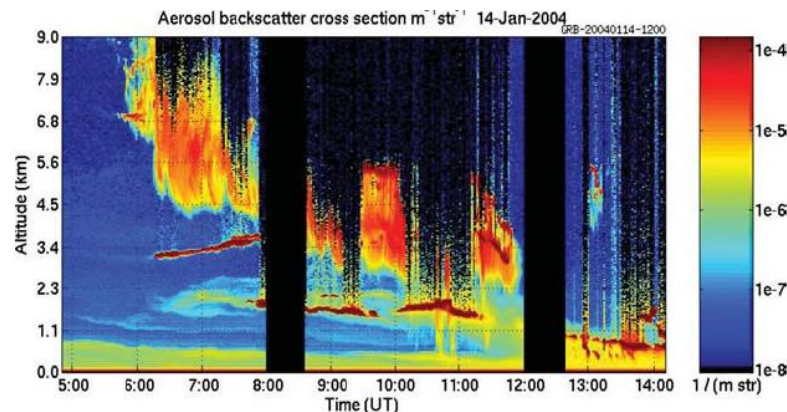 Aerosol backscatter cross section m⁻¹ str⁻¹ 14-Jan-2004
GRB-20040114-1200
9.0
7.9
6.8
5.6
4.5
3.4
2.3
1.1
0.0
Altitude (km)
5:00 6:00 7:00 8:00 9:00 10:00 11:00 12:00 13:00 14:00
Time (UT)
1e-4
1e-5
1e-6
1e-7
1e-8
1 / (m str)